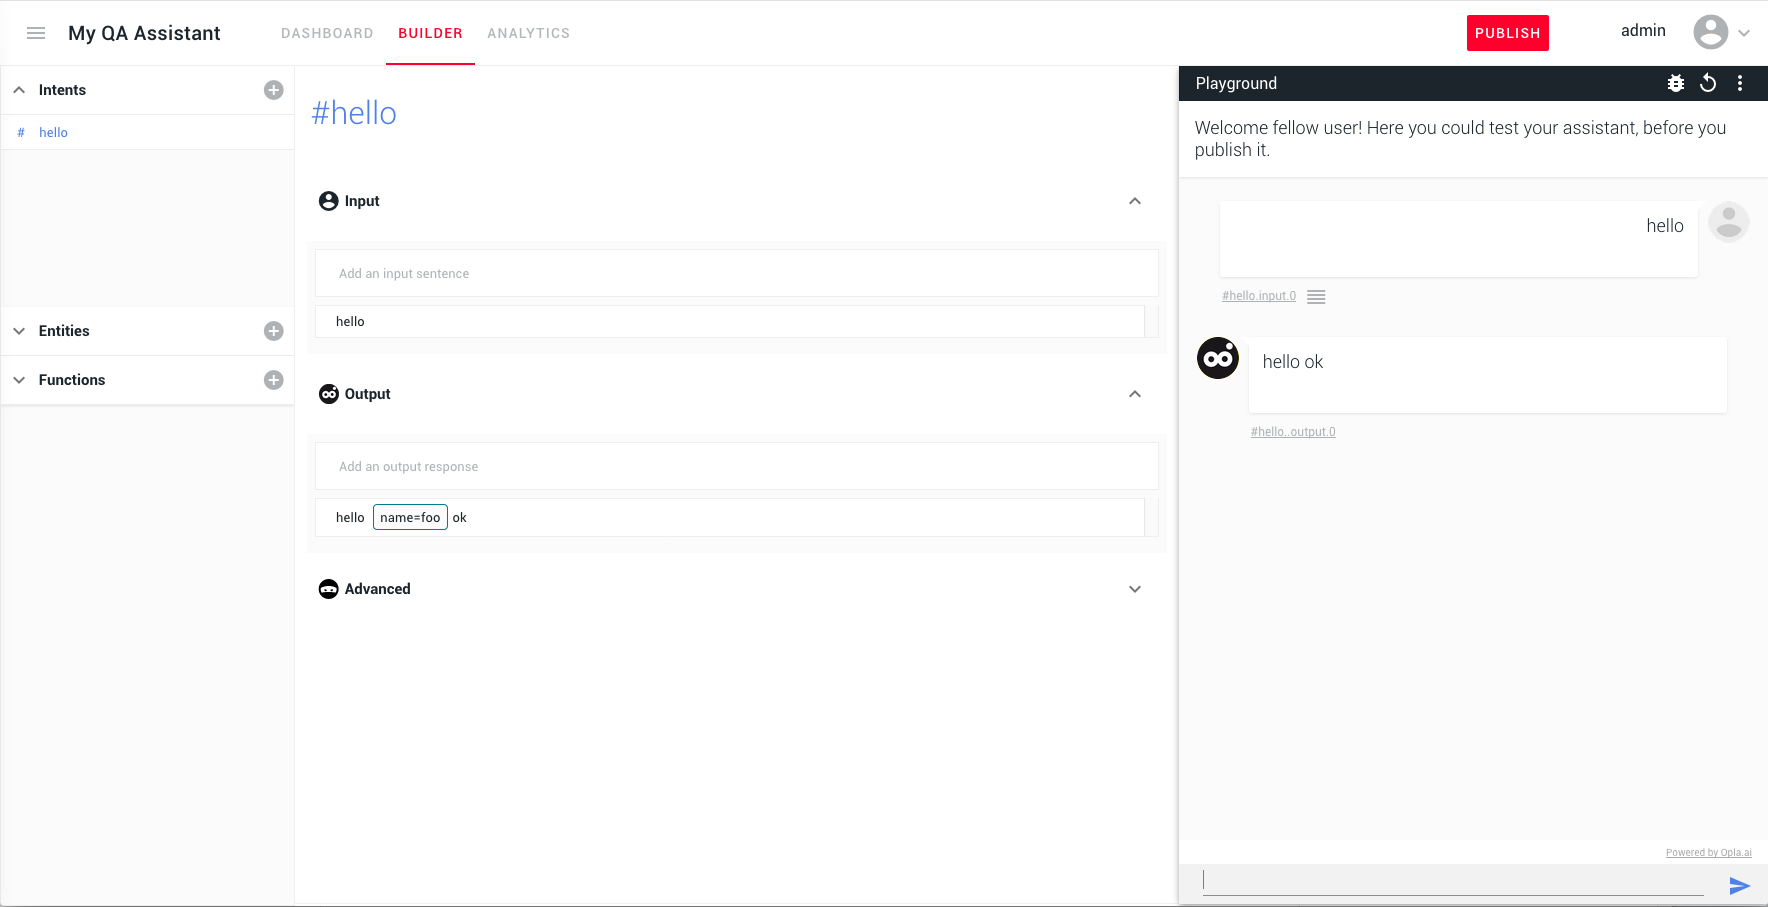 My QA Assistant
DASHBOARD BUILDER ANALYTICS
PUBLISH
admin
Intents
# hello
Entities
Functions
#hello
Input
Add an input sentence
hello
Output
Add an output response
hello name=foo ok
Advanced
Playground
Welcome fellow user! Here you could test your assistant, before you
publish it.
hello
#hello.input.0
hello ok
#hello..output.0
Powered by Opla.ai